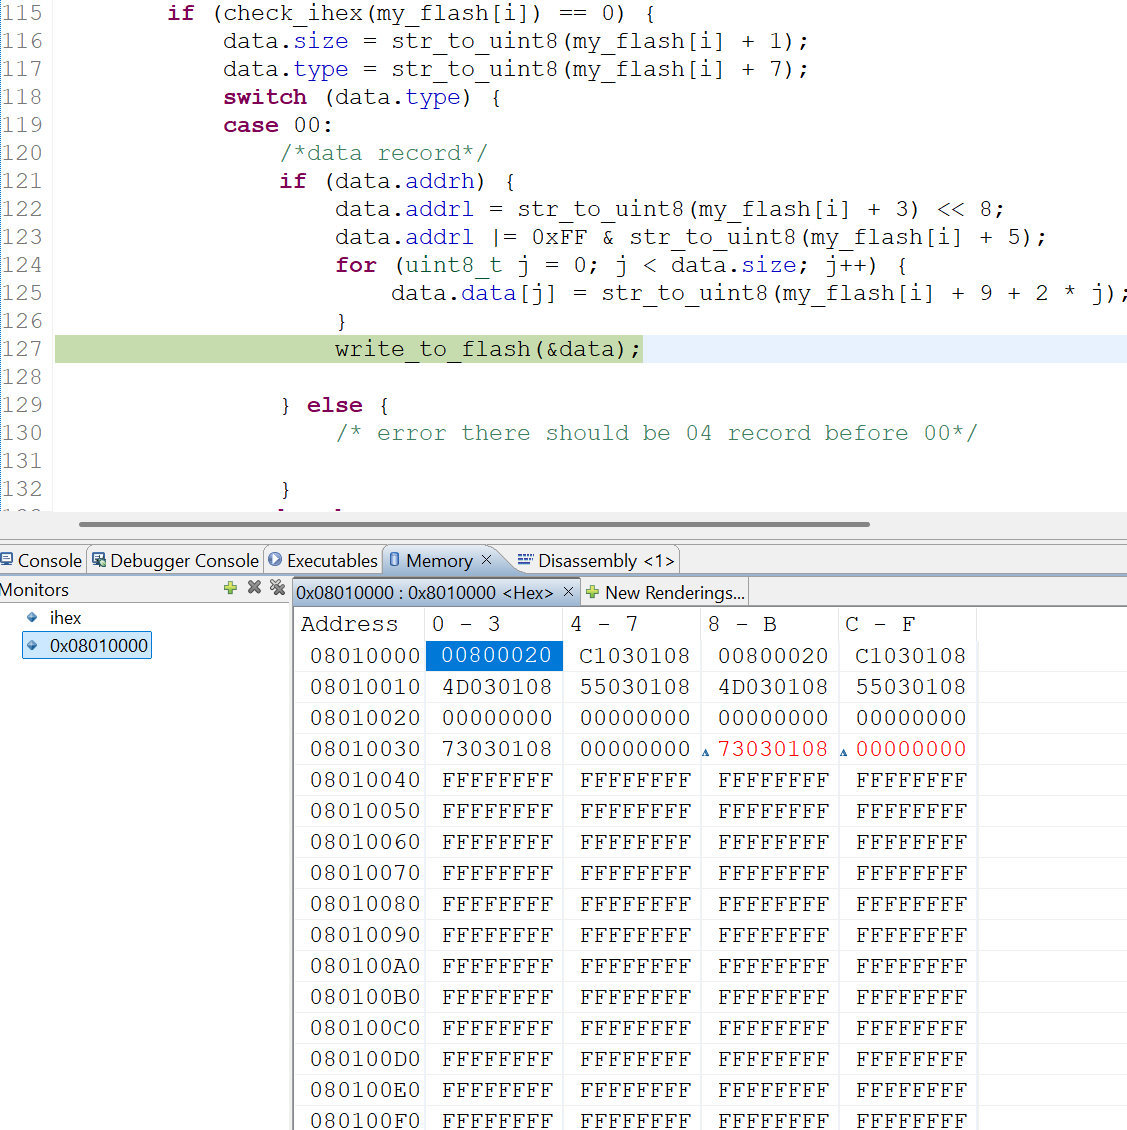 115 if (check_ihex(my_flash[i]) == 0) {
116 data.size = str_to_uint8(my_flash[i] + 1);
117 data.type = str_to_uint8(my_flash[i] + 7);
118 switch (data.type) {
119 case 00:
120 /*data record*/
121 if (data.addrh) {
122 data.addrl = str_to_uint8(my_flash[i] + 3) << 8;
123 data.addrl |= 0xFF & str_to_uint8(my_flash[i] + 5);
124 for (uint8_t j = 0; j < data.size; j++) {
125 data.data[j] = str_to_uint8(my_flash[i] + 9 + 2 * j);
126 }
127 write_to_flash(&data);
128
129 } else {
130 /* error there should be 04 record before 00*/
131
132 }
Console Debugger Console Executables Memory Disassembly <1>
Monitors
ihex
0x08010000
0x08010000 : 0x8010000 <Hex> New Renderings...
Address 0 - 3 4 - 7 8 - B C - F
08010000 00800020 C1030108 00800020 C1030108
08010010 4D030108 55030108 4D030108 55030108
08010020 00000000 00000000 00000000 00000000
08010030 73030108 00000000 73030108 00000000
08010040 FFFFFFFF FFFFFFFF FFFFFFFF FFFFFFFF
08010050 FFFFFFFF FFFFFFFF FFFFFFFF FFFFFFFF
08010060 FFFFFFFF FFFFFFFF FFFFFFFF FFFFFFFF
08010070 FFFFFFFF FFFFFFFF FFFFFFFF FFFFFFFF
08010080 FFFFFFFF FFFFFFFF FFFFFFFF FFFFFFFF
08010090 FFFFFFFF FFFFFFFF FFFFFFFF FFFFFFFF
080100A0 FFFFFFFF FFFFFFFF FFFFFFFF FFFFFFFF
080100B0 FFFFFFFF FFFFFFFF FFFFFFFF FFFFFFFF
080100C0 FFFFFFFF FFFFFFFF FFFFFFFF FFFFFFFF
080100D0 FFFFFFFF FFFFFFFF FFFFFFFF FFFFFFFF
080100E0 FFFFFFFF FFFFFFFF FFFFFFFF FFFFFFFF
080100F0 FFFFFFFF FFFFFFFF FFFFFFFF FFFFFFFF